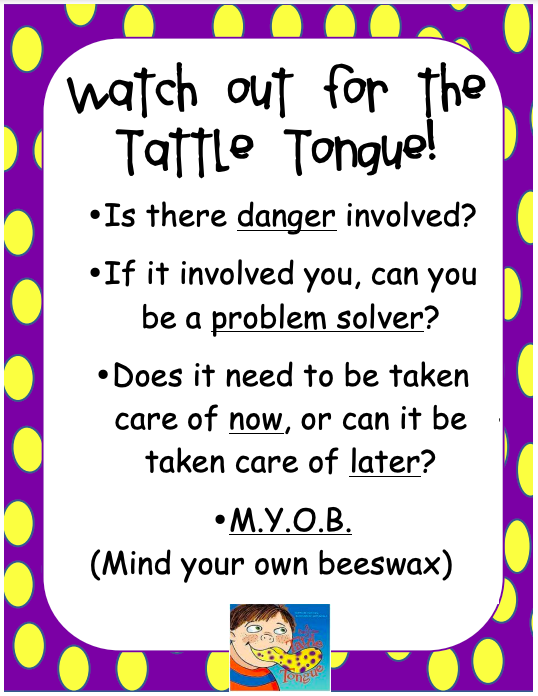 Watch out for the
Tattle Tongue!
•Is there danger involved?
•If it involved you, can you
be a problem solver?
•Does it need to be taken
care of now, or can it be
taken care of later?
•M.Y.O.B.
(Mind your own beeswax)
Tongue